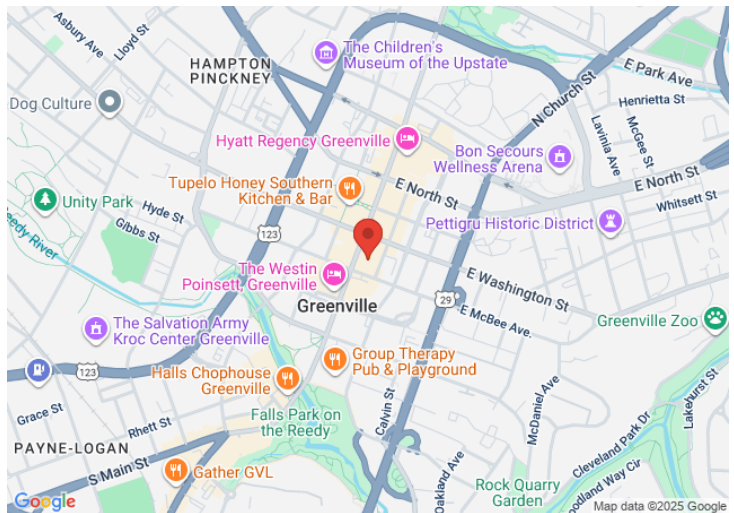 Asbury Ave
Lloyd St
HAMPTON
PINCKNEY
The Children's
Museum of the Upstate
E Park Ave
N Church St
Henrietta St
Dog Culture
Lavinia Ave
McGee St
Hyatt Regency Greenville
Bon Secours
Wellness Arena
Tupelo Honey Southern
Kitchen & Bar
E North St
E North St
Unity Park
Hyde St
Gibbs St
Whitsett St
Pettigru Historic District
eedy River
123
The Westin
Poinsett, Greenville
E Washington St
29
Greenville
E McBee Ave.
Greenville Zoo
The Salvation Army
Kroc Center Greenville
123
Halls Chophouse
Greenville
Group Therapy
Pub & Playground
Grace St
Rhett St
Falls Park on
the Reedy
Calvin St
McDaniel Ave
Lakehurst St
PAYNE-LOGAN
S Main St
Gather GVL
Oakland Ave
Cleveland Park Dr.
Rock Quarry
Garden
oodland Way Cir
Google
Map data ©2025 Google